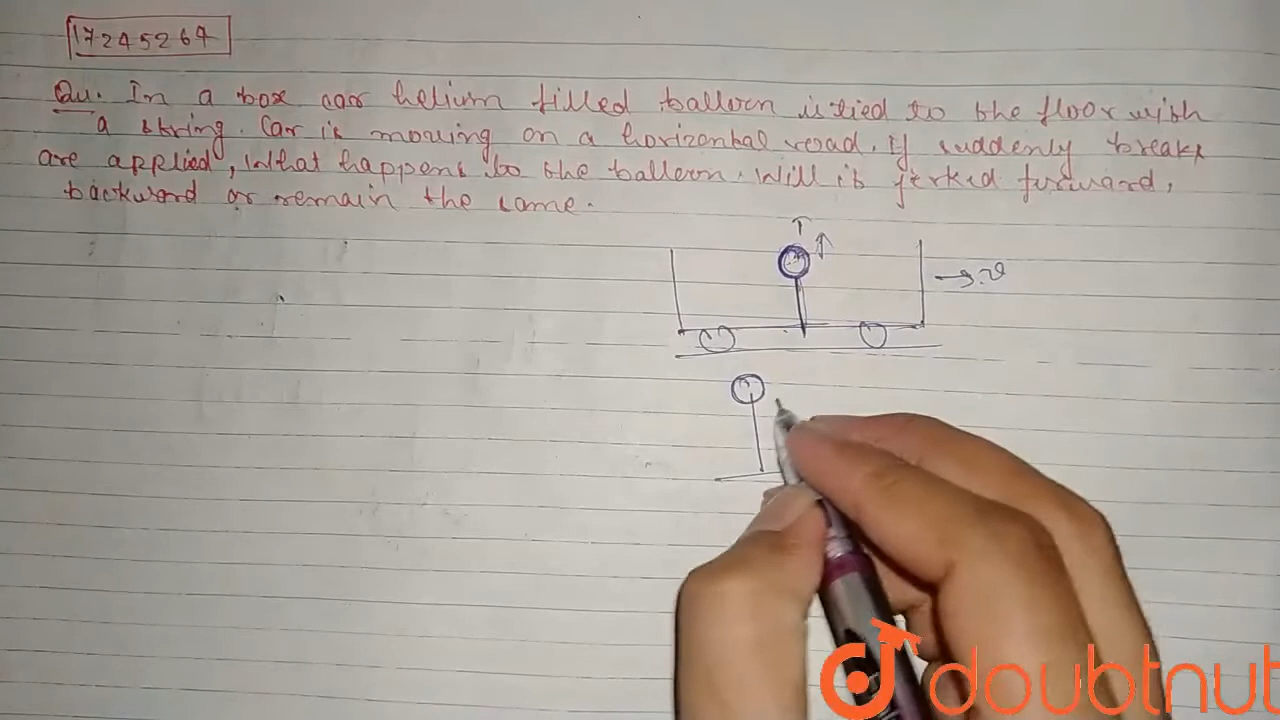 17245264
Qu. In a box car helium filled balloon is tied to the floor with
a string. Car is moving on a horizontal road. If suddenly breaks
are applied, What happens to the balloon. Will it jerked forward,
backword or remain the same.
T
v
doubtnut